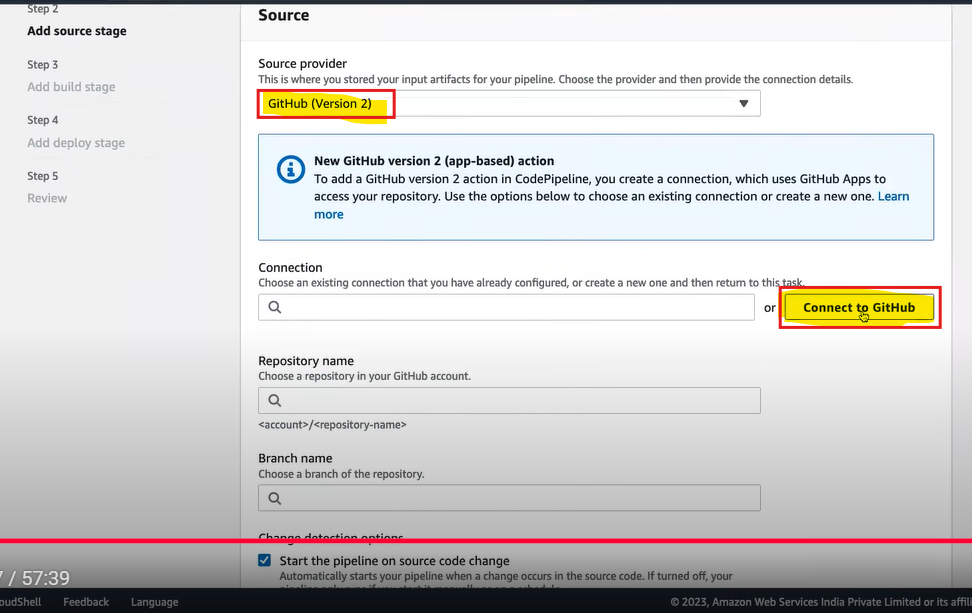 Step 2
Add source stage
Step 3
Add build stage
Step 4
Add deploy stage
Step 5
Review
Source
Source provider
This is where you stored your input artifacts for your pipeline. Choose the provider and then provide the connection details.
GitHub (Version 2)
New GitHub version 2 (app-based) action
To add a GitHub version 2 action in CodePipeline, you create a connection, which uses GitHub Apps to
access your repository. Use the options below to choose an existing connection or create a new one. Learn
more
Connection
Choose an existing connection that you have already configured, or create a new one and then return to this task.
or
Connect to GitHub
Repository name
Choose a repository in your GitHub account.
<account>/<repository-name>
Branch name
Choose a branch of the repository.
Change detection options
Start the pipeline on source code change
Automatically starts your pipeline when a change occurs in the source code. If turned off, your
7 / 57:39
oudShell
Feedback
Language
© 2023, Amazon Web Services India Private Limited or its affili